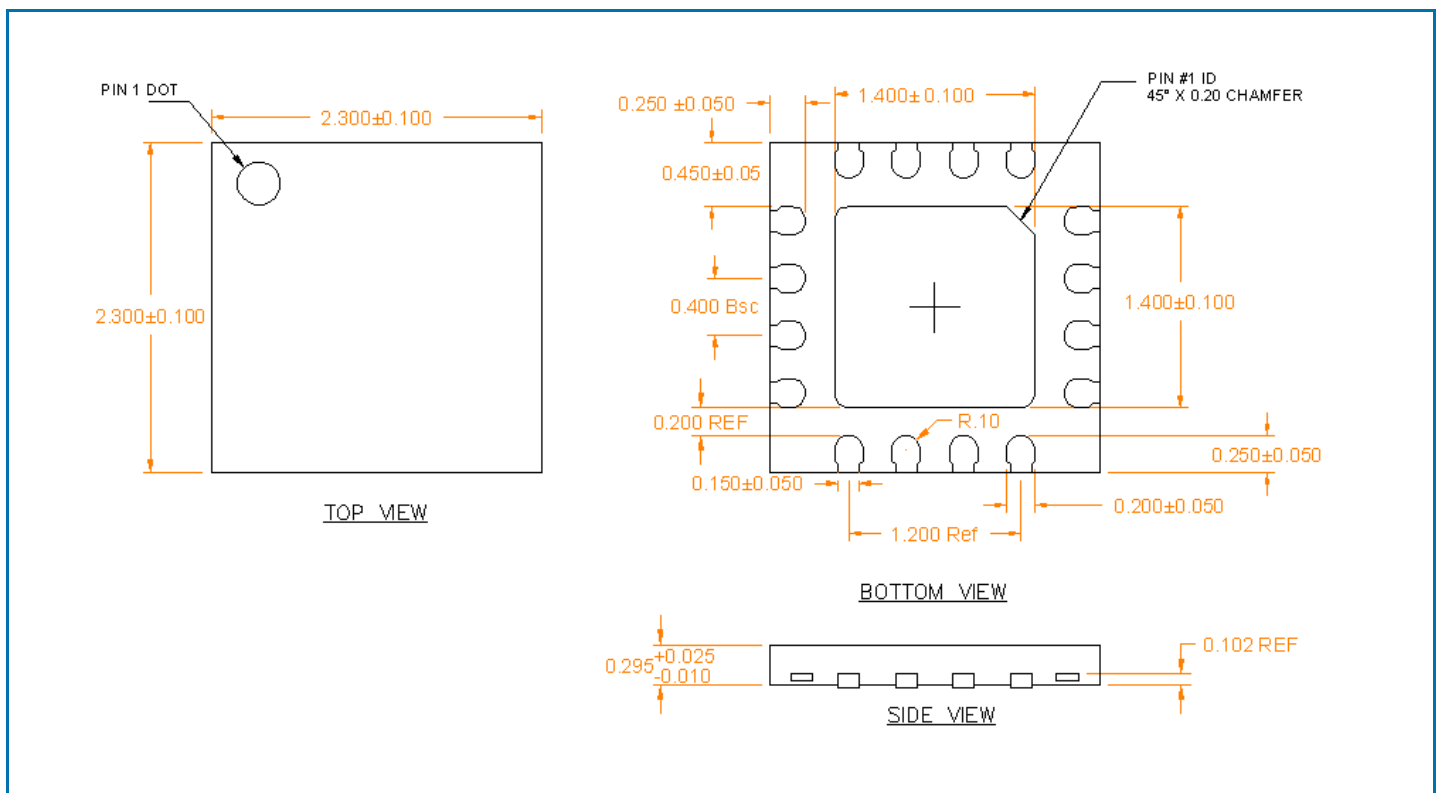 PIN 1 DOT
2.300±0.100
2.300±0.100
TOP VIEW
0.250 ±0.050
1.400±0.100
PIN #1 ID
45° X 0.20 CHAMFER
0.450±0.05
0.400 Bsc
1.400±0.100
0.200 REF
R.10
0.250±0.050
0.150±0.050
0.200±0.050
1.200 Ref
BOTTOM VIEW
0.295 +0.025
-0.010
0.102 REF
SIDE VIEW